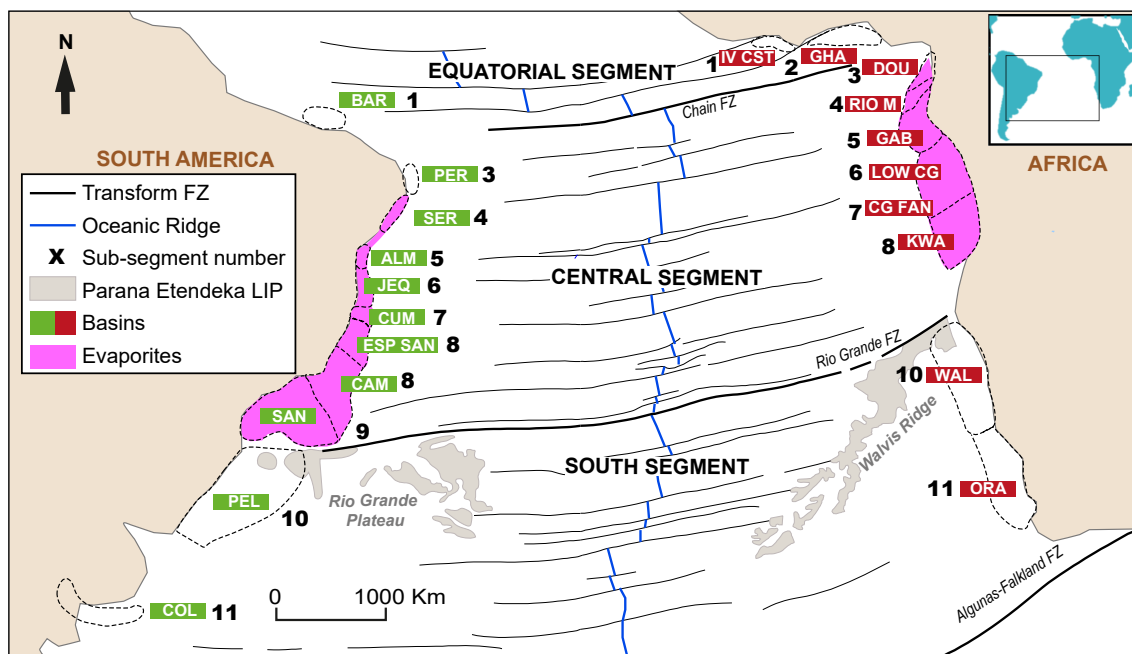 N
EQUATORIAL SEGMENT
1 IV CST
2 GHA
3 DOU
BAR 1
Chain FZ
4 RIO M
SOUTH AMERICA
5 GAB
AFRICA
PER 3
6 LOW CG
Transform FZ
Oceanic Ridge
X Sub-segment number
Parana Etendeka LIP
Basins
Evaporites
SER 4
7 CG FAN
8 KWA
ALM 5
CENTRAL SEGMENT
JEQ 6
CUM 7
ESP SAN 8
Rio Grande FZ
CAM 8
10 WAL
SAN
9
Walvis Ridge
SOUTH SEGMENT
PEL
10
Rio Grande
Plateau
11 ORA
Algunas-Falkland FZ
COL 11
0 1000 Km